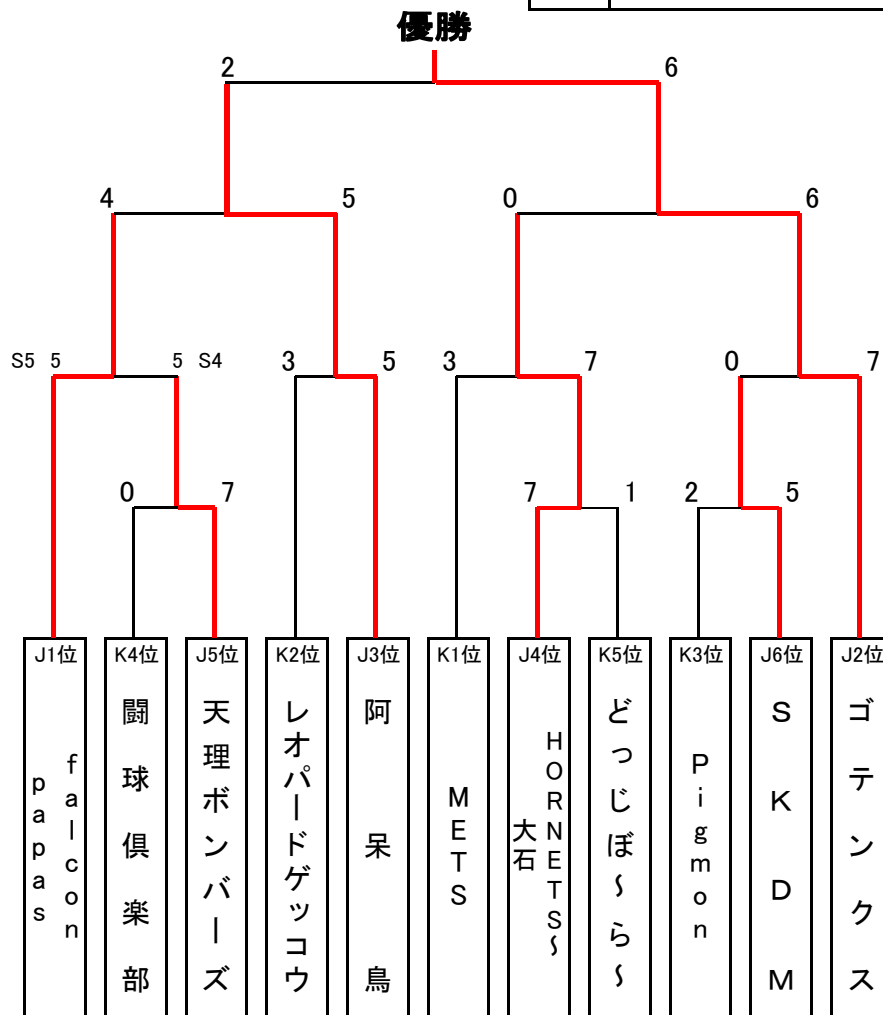 優勝
2 6
4 5 0 6
S5 5 5 S4 3 5 3 7 0 7
0 7 7 1 2 5
J1位 K4位 J5位 K2位 J3位 K1位 J4位 K5位 K3位 J6位 J2位
falcon
papas
闘球倶楽部
天理ボンバーズ
レオパードゲッコウ
阿呆鳥
METS
HORNETS~
大石
どっじぼ~ら~
Pigmon
SKDM
ゴテンクス